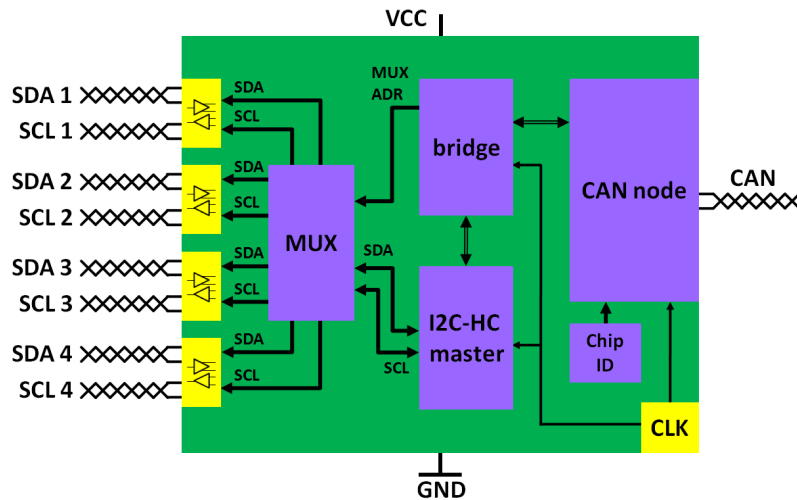 VCC
SDA 1
SCL 1
SDA 2
SCL 2
SDA 3
SCL 3
SDA 4
SCL 4
SDA
SCL
SDA
SCL
SDA
SCL
SDA
SCL
MUX
MUX
ADR
SDA
SCL
bridge
I2C-HC
master
CAN node
Chip
ID
CLK
CAN
GND